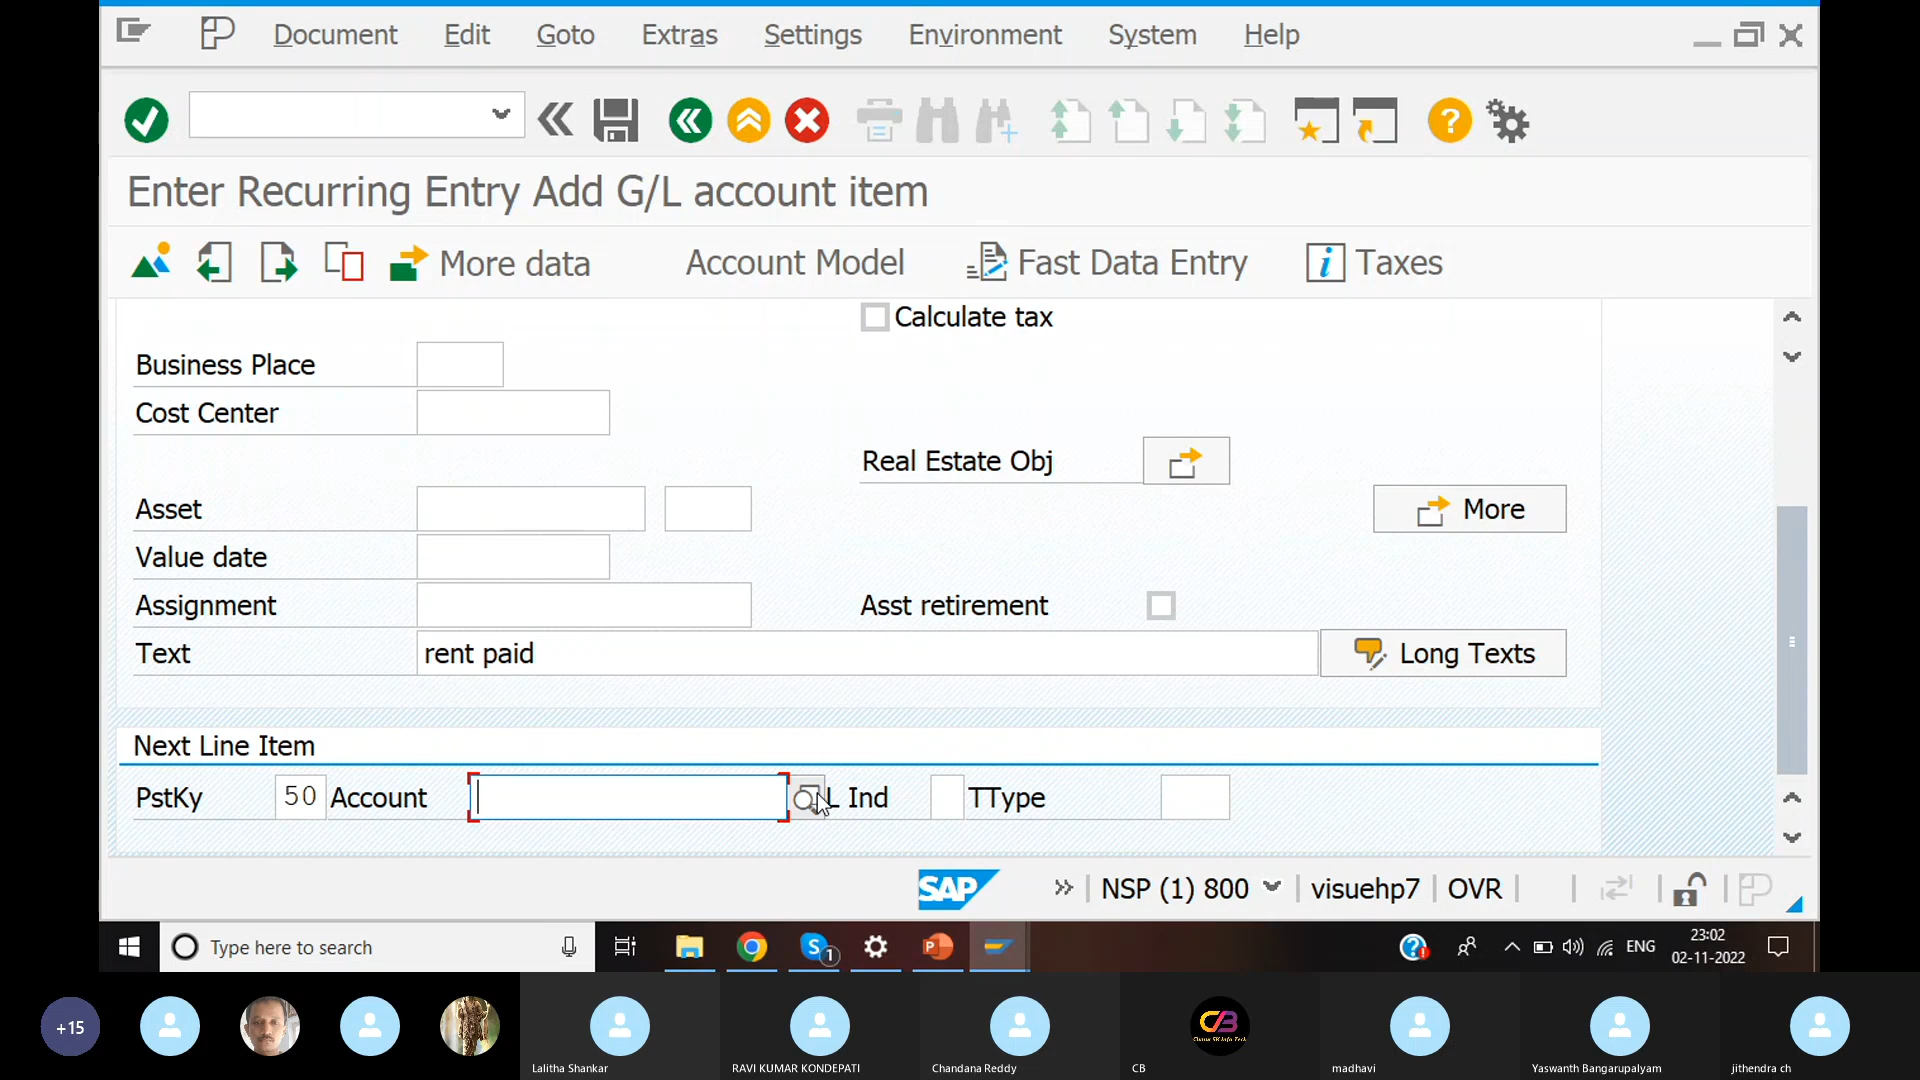 Document Edit Goto Extras Settings Environment System Help
Enter Recurring Entry Add G/L account item
More data Account Model Fast Data Entry Taxes
Calculate tax
Business Place
Cost Center
Real Estate Obj
Asset More
Value date
Assignment Asst retirement
Text rent paid Long Texts
Next Line Item
PstKy 50 Account L Ind TType
SAP NSP (1) 800 visuehp7 OVR
Type here to search 1 ENG 23:02
02-11-2022
+15 CB
Lalitha Shankar RAVI KUMAR KONDEPATI Chandana Reddy CB madhavi Yaswanth Bangarupalyam jithendra ch